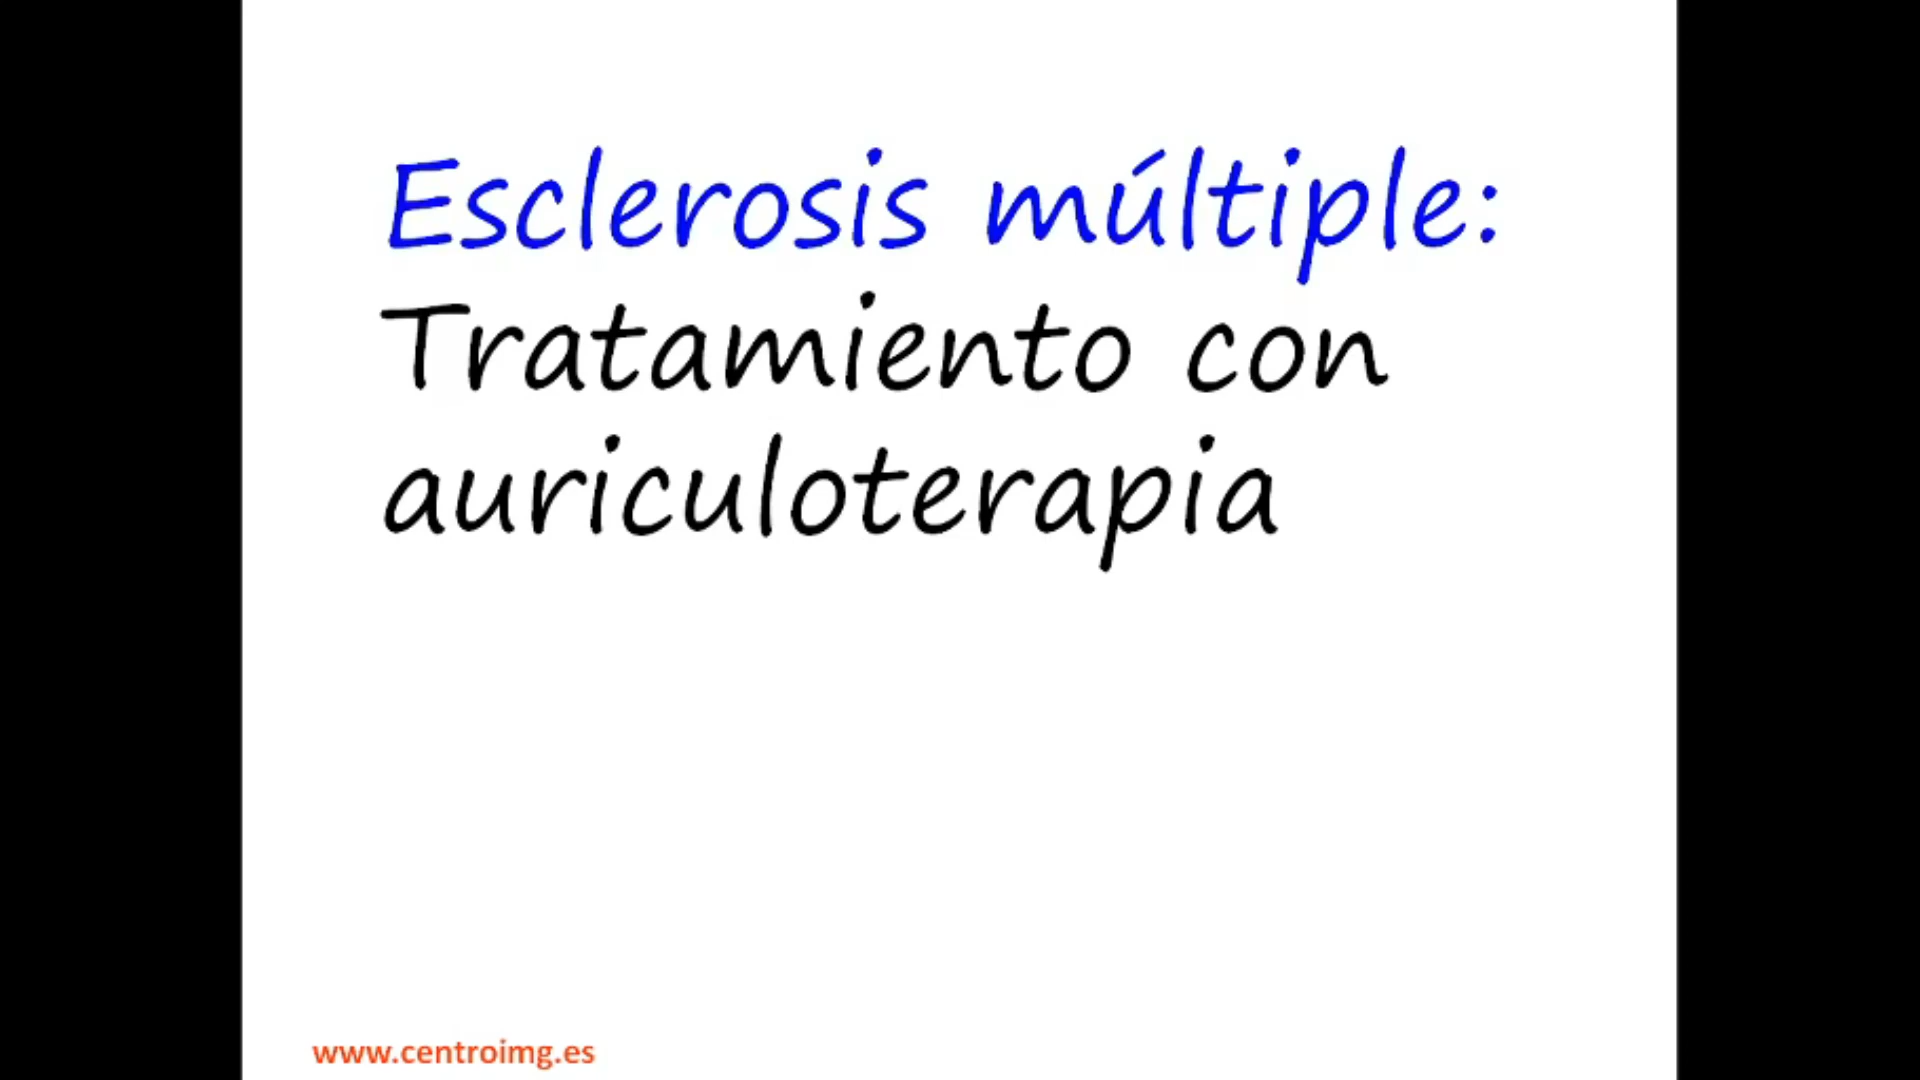 Esclerosis múltiple:
Tratamiento con
auriculoterapia
www.centroimg.es